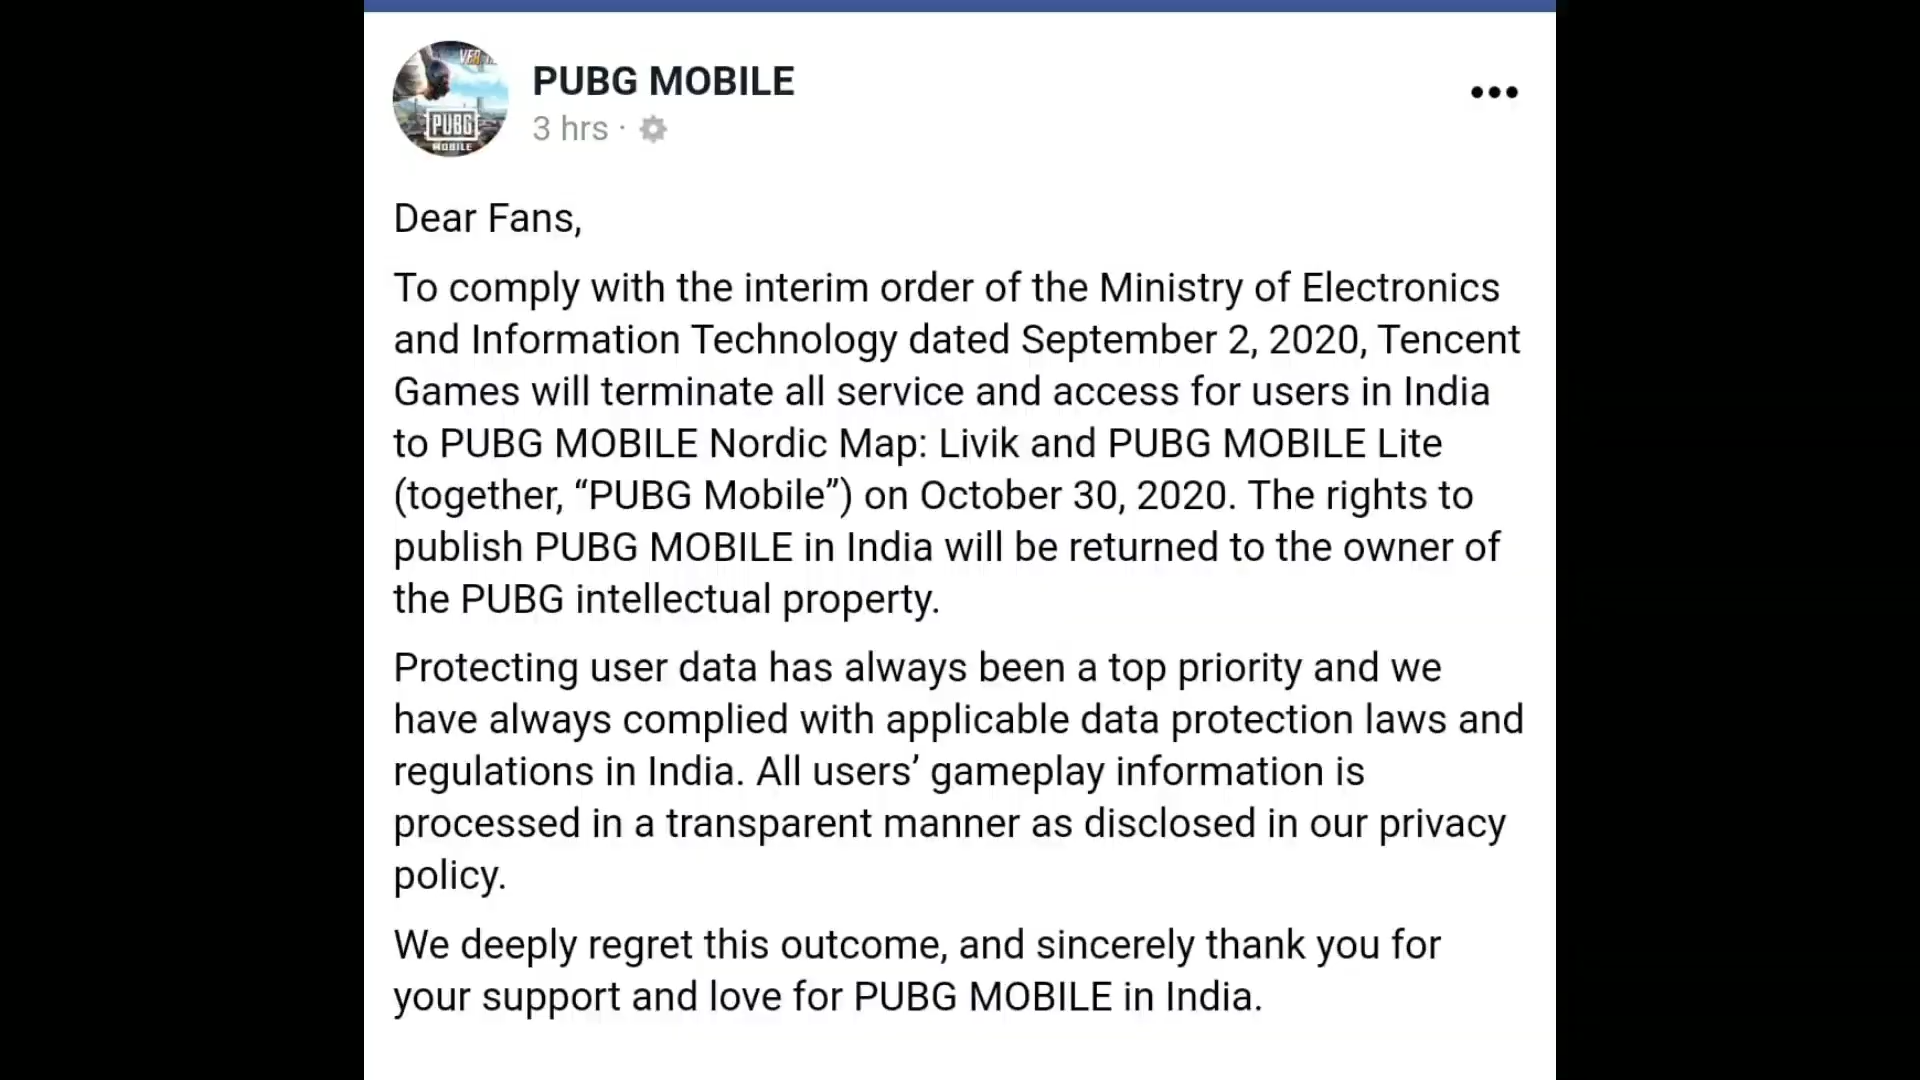 PUBG MOBILE
3 hrs ·
PUBG
MOBILE
Dear Fans,
To comply with the interim order of the Ministry of Electronics
and Information Technology dated September 2, 2020, Tencent
Games will terminate all service and access for users in India
to PUBG MOBILE Nordic Map: Livik and PUBG MOBILE Lite
(together, “PUBG Mobile”) on October 30, 2020. The rights to
publish PUBG MOBILE in India will be returned to the owner of
the PUBG intellectual property.
Protecting user data has always been a top priority and we
have always complied with applicable data protection laws and
regulations in India. All users’ gameplay information is
processed in a transparent manner as disclosed in our privacy
policy.
We deeply regret this outcome, and sincerely thank you for
your support and love for PUBG MOBILE in India.